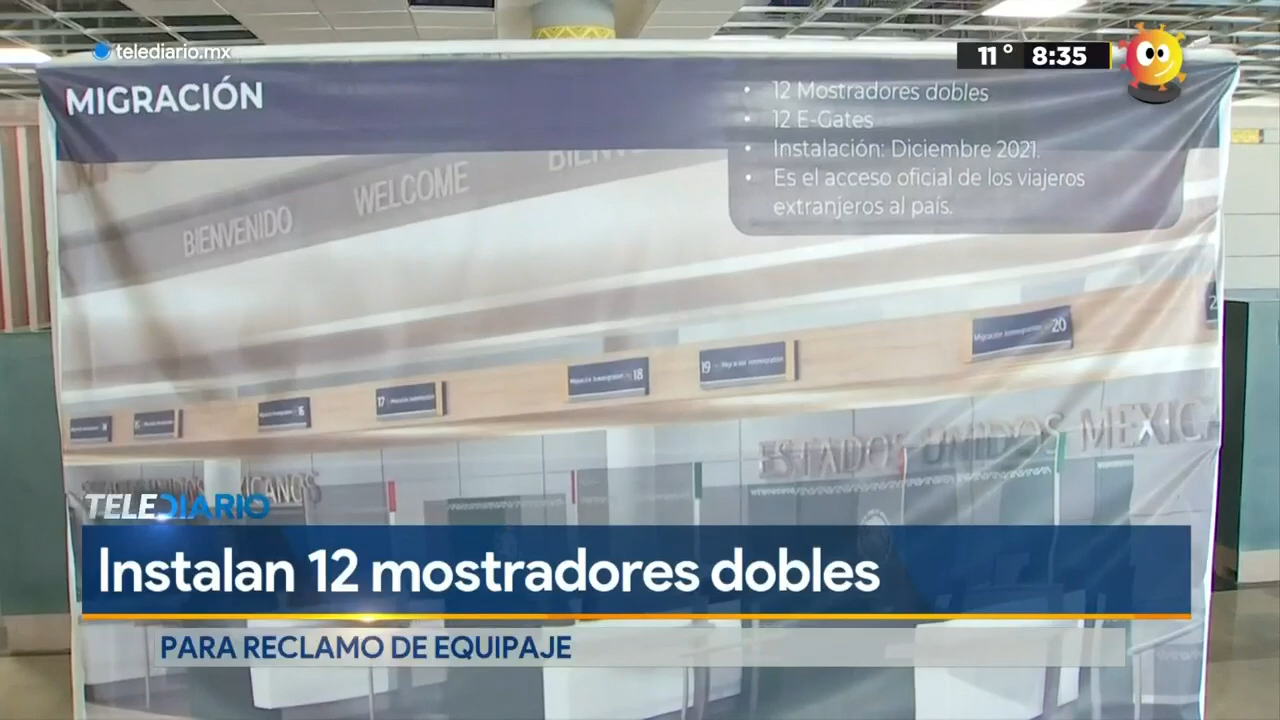 telediario.mx
11° 8:35
MIGRACIÓN
• 12 Mostradores dobles
• 12 E-Gates
• Instalación: Diciembre 2021.
• Es el acceso oficial de los viajeros
extranjeros al país.
BIENVENIDO
WELCOME
20
19
18
17
16
ESTADOS UNIDOS MEXIC
TELEDIARIO
Instalan 12 mostradores dobles
PARA RECLAMO DE EQUIPAJE